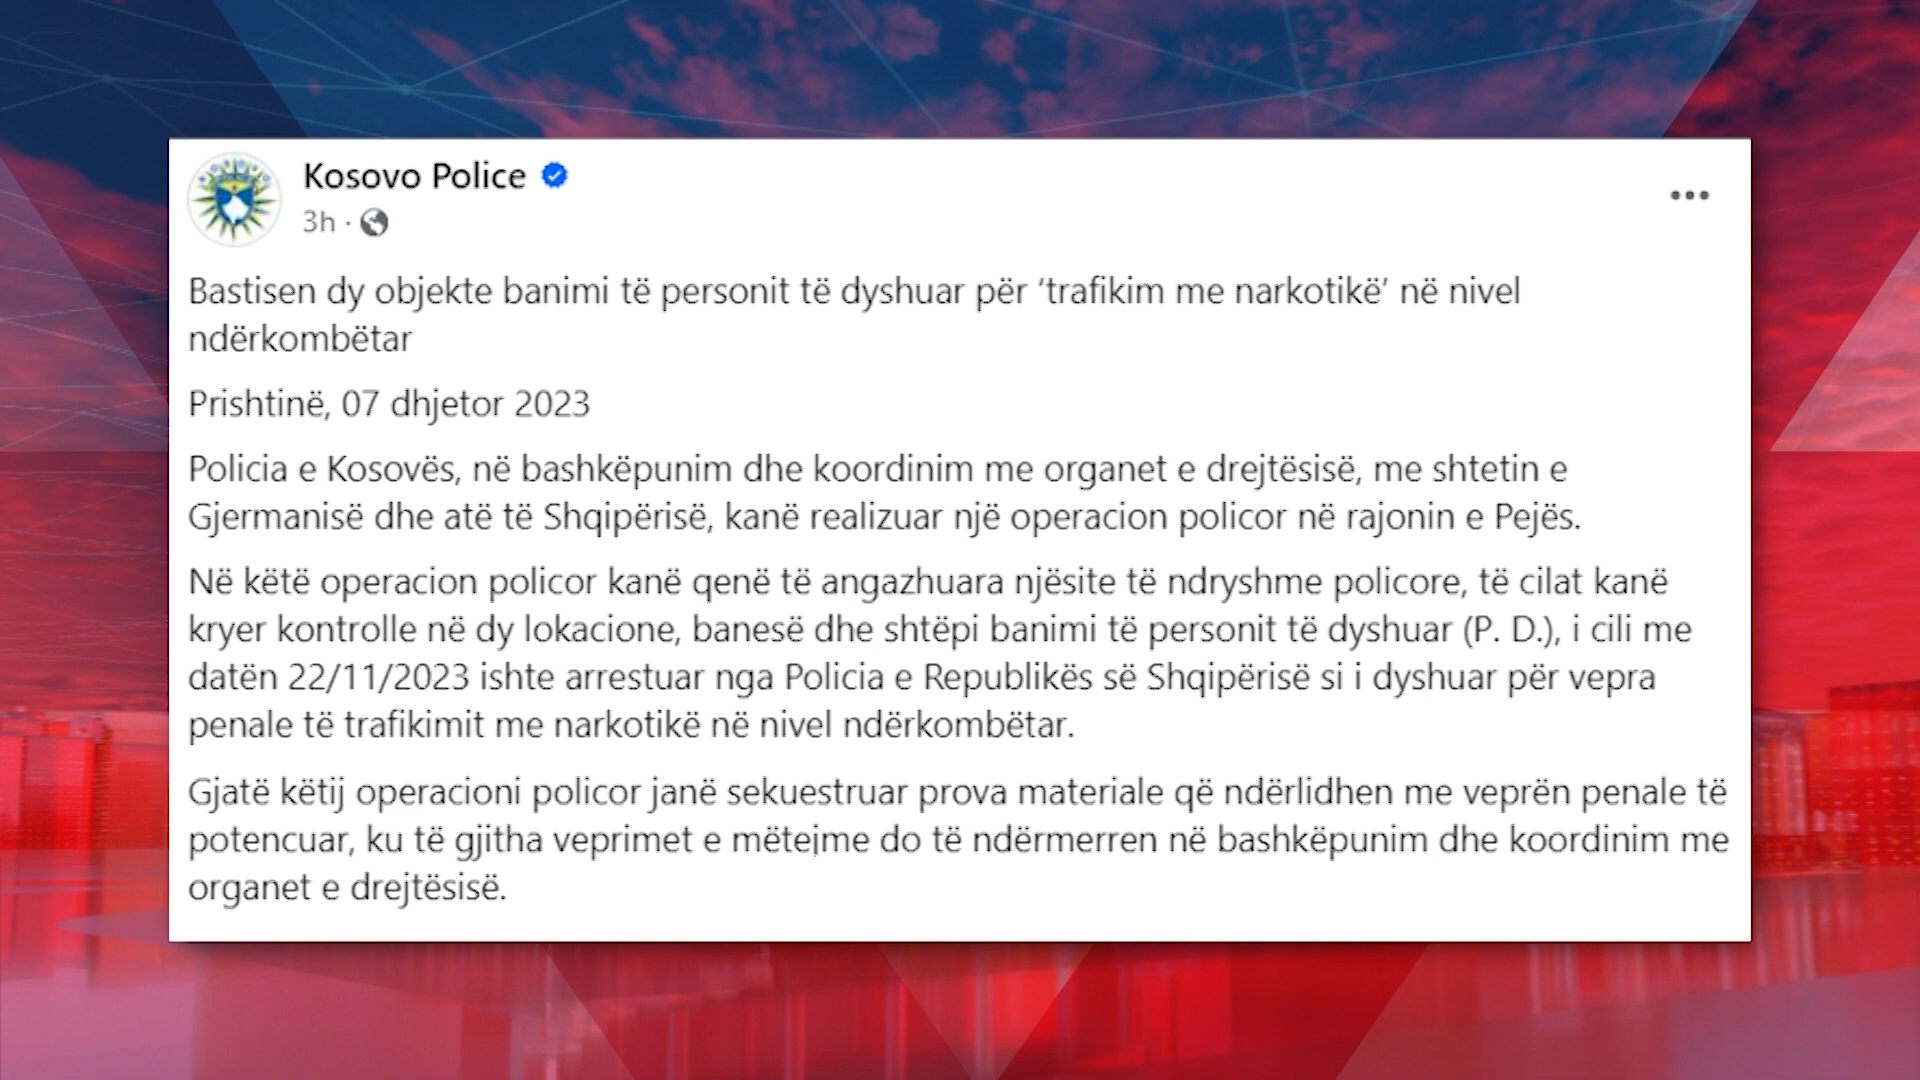 Kosovo Police
3h ·
Bastisen dy objekte banimi të personit të dyshuar për ‘trafikim me narkotikë’ në nivel
ndërkombëtar
Prishtinë, 07 dhjetor 2023
Policia e Kosovës, në bashkëpunim dhe koordinim me organet e drejtësisë, me shtetin e
Gjermanisë dhe atë të Shqipërisë, kanë realizuar një operacion policor në rajonin e Pejës.
Në këtë operacion policor kanë qenë të angazhuara njësite të ndryshme policore, të cilat kanë
kryer kontrolle në dy lokacione, banesë dhe shtëpi banimi të personit të dyshuar (P. D.), i cili me
datën 22/11/2023 ishte arrestuar nga Policia e Republikës së Shqipërisë si i dyshuar për vepra
penale të trafikimit me narkotikë në nivel ndërkombëtar.
Gjatë këtij operacioni policor janë sekuestruar prova materiale që ndërlidhen me veprën penale të
potencuar, ku të gjitha veprimet e mëtejme do të ndërmerren në bashkëpunim dhe koordinim me
organet e drejtësisë.